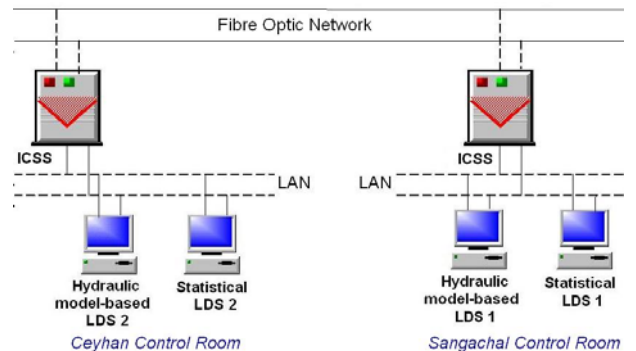 Fibre Optic Network
ICSS
ICSS
LAN
LAN
Hydraulic
model-based
LDS 2
Statistical
LDS 2
Hydraulic
model-based
LDS 1
Statistical
LDS 1
Ceyhan Control Room
Sangachal Control Room